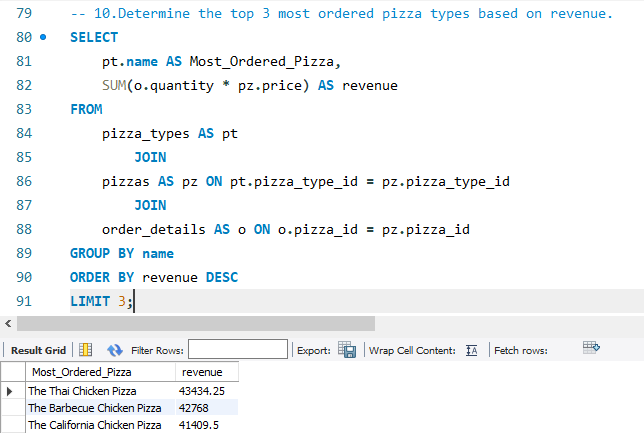 79 -- 10.Determine the top 3 most ordered pizza types based on revenue.
80 SELECT
81 pt.name AS Most_Ordered_Pizza,
82 SUM(o.quantity * pz.price) AS revenue
83 FROM
84 pizza_types AS pt
85 JOIN
86 pizzas AS pz ON pt.pizza_type_id = pz.pizza_type_id
87 JOIN
88 order_details AS o ON o.pizza_id = pz.pizza_id
89 GROUP BY name
90 ORDER BY revenue DESC
91 LIMIT 3;
Result Grid Filter Rows: Export: Wrap Cell Content: IA Fetch rows:
Most_Ordered_Pizza revenue
The Thai Chicken Pizza 43434.25
The Barbecue Chicken Pizza 42768
The California Chicken Pizza 41409.5